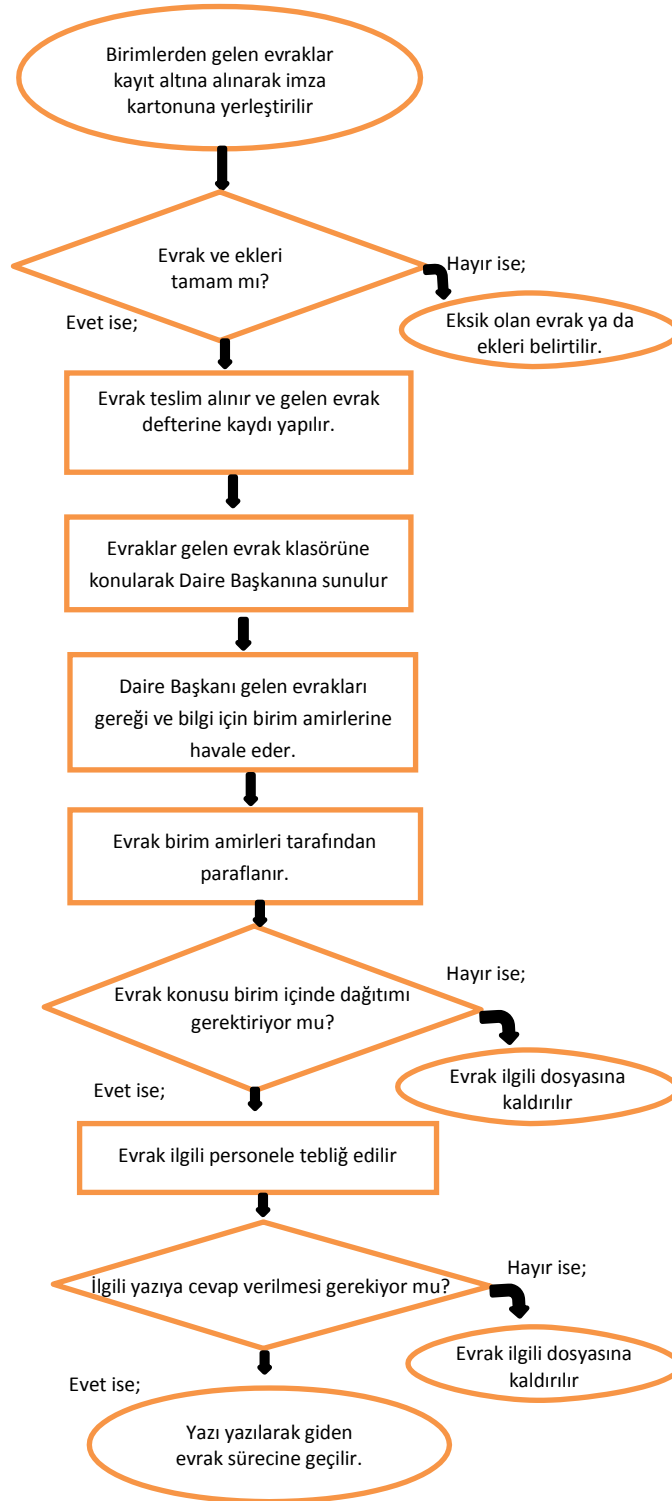 Birimlerden gelen evraklar
kayıt altına alınarak imza
kartonuna yerleştirilir
Evrak ve ekleri
tamam mı?
Hayır ise;
Evet ise;
Eksik olan evrak ya da
ekleri belirtilir.
Evrak teslim alınır ve gelen evrak
defterine kaydı yapılır.
Evraklar gelen evrak klasörüne
konularak Daire Başkanına sunulur
Daire Başkanı gelen evrakları
gereği ve bilgi için birim amirlerine
havale eder.
Evrak birim amirleri tarafından
paraflanır.
Hayır ise;
Evrak konusu birim içinde dağıtımı
gerektiriyor mu?
Evet ise;
Evrak ilgili dosyasına
kaldırılır
Evrak ilgili personele tebliğ edilir
Hayır ise;
İlgili yazıya cevap verilmesi gerekiyor mu?
Evrak ilgili dosyasına
kaldırılır
Evet ise;
Yazı yazılarak giden
evrak sürecine geçilir.